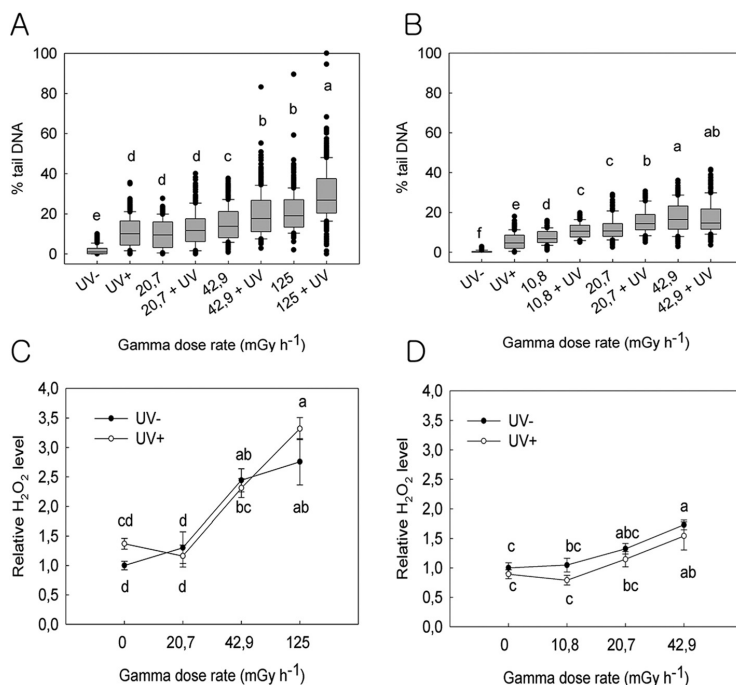 A
100
80
60
40
20
0
% tail DNA
e
d
d
d
c
b
b
a
UV-
UV+
20,7
20,7 + UV
42,9
42,9 + UV
125
125 + UV
Gamma dose rate (mGy h⁻¹)
B
100
80
60
40
20
0
% tail DNA
f
e
d
c
c
b
a
ab
UV-
UV+
10,8
10,8 + UV
20,7
20,7 + UV
42,9
42,9 + UV
Gamma dose rate (mGy h⁻¹)
C
4,0
3,5
3,0
2,5
2,0
1,5
1,0
0,5
0,0
Relative H₂O₂ level
UV-
UV+
cd
d
ab
a
d
d
bc
ab
0
20,7
42,9
125
Gamma dose rate (mGy h⁻¹)
D
4,0
3,5
3,0
2,5
2,0
1,5
1,0
0,5
0,0
Relative H₂O₂ level
UV-
UV+
c
bc
abc
a
c
c
bc
ab
0
10,8
20,7
42,9
Gamma dose rate (mGy h⁻¹)